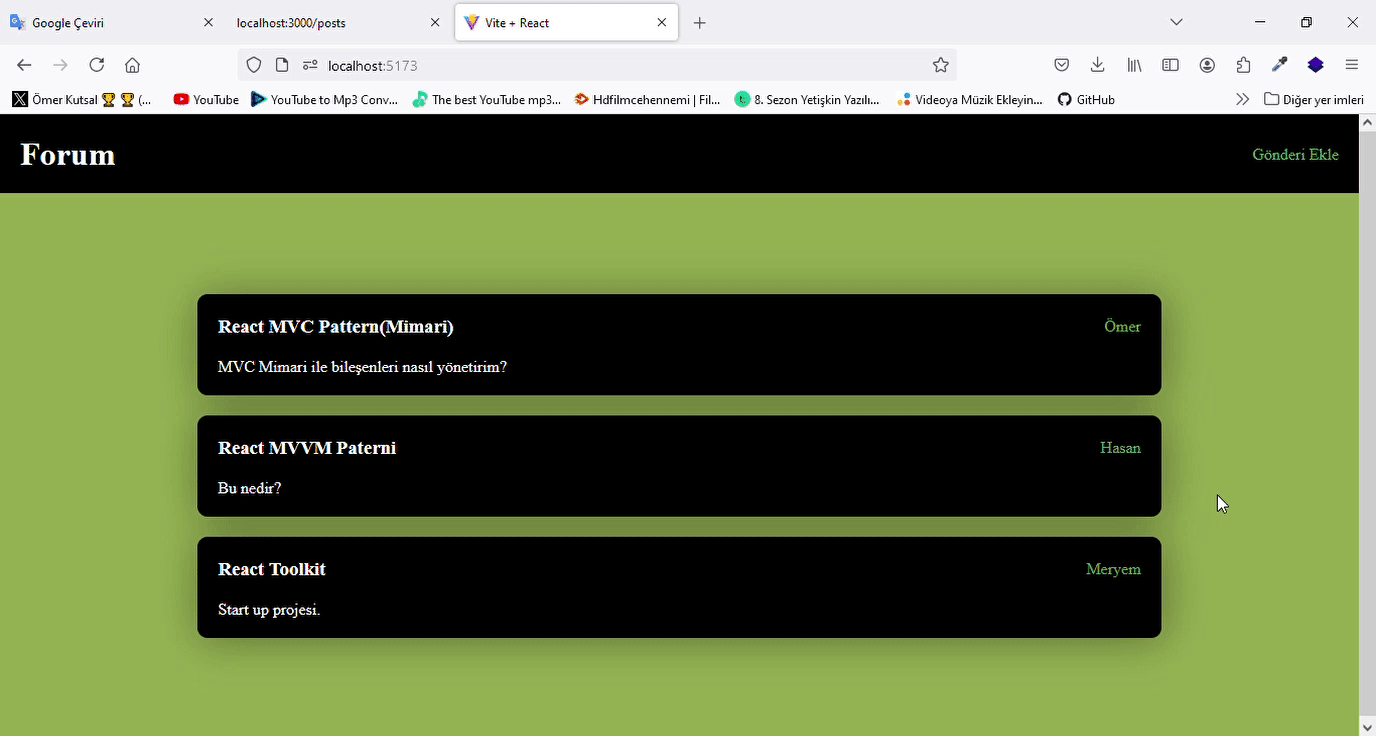 Google Çeviri
localhost:3000/posts
Vite + React
localhost:5173
Ömer Kutsal 🏆 🏆 (...
YouTube
YouTube to Mp3 Conv...
The best YouTube mp3...
Hdfilmcehennemi | Fil...
8. Sezon Yetişkin Yazılı...
Videoya Müzik Ekleyin...
GitHub
Diğer yer imleri
Forum
Gönderi Ekle
React MVC Pattern(Mimari)
Ömer
MVC Mimari ile bileşenleri nasıl yönetirim?
React MVVM Paterni
Hasan
Bu nedir?
React Toolkit
Meryem
Start up projesi.